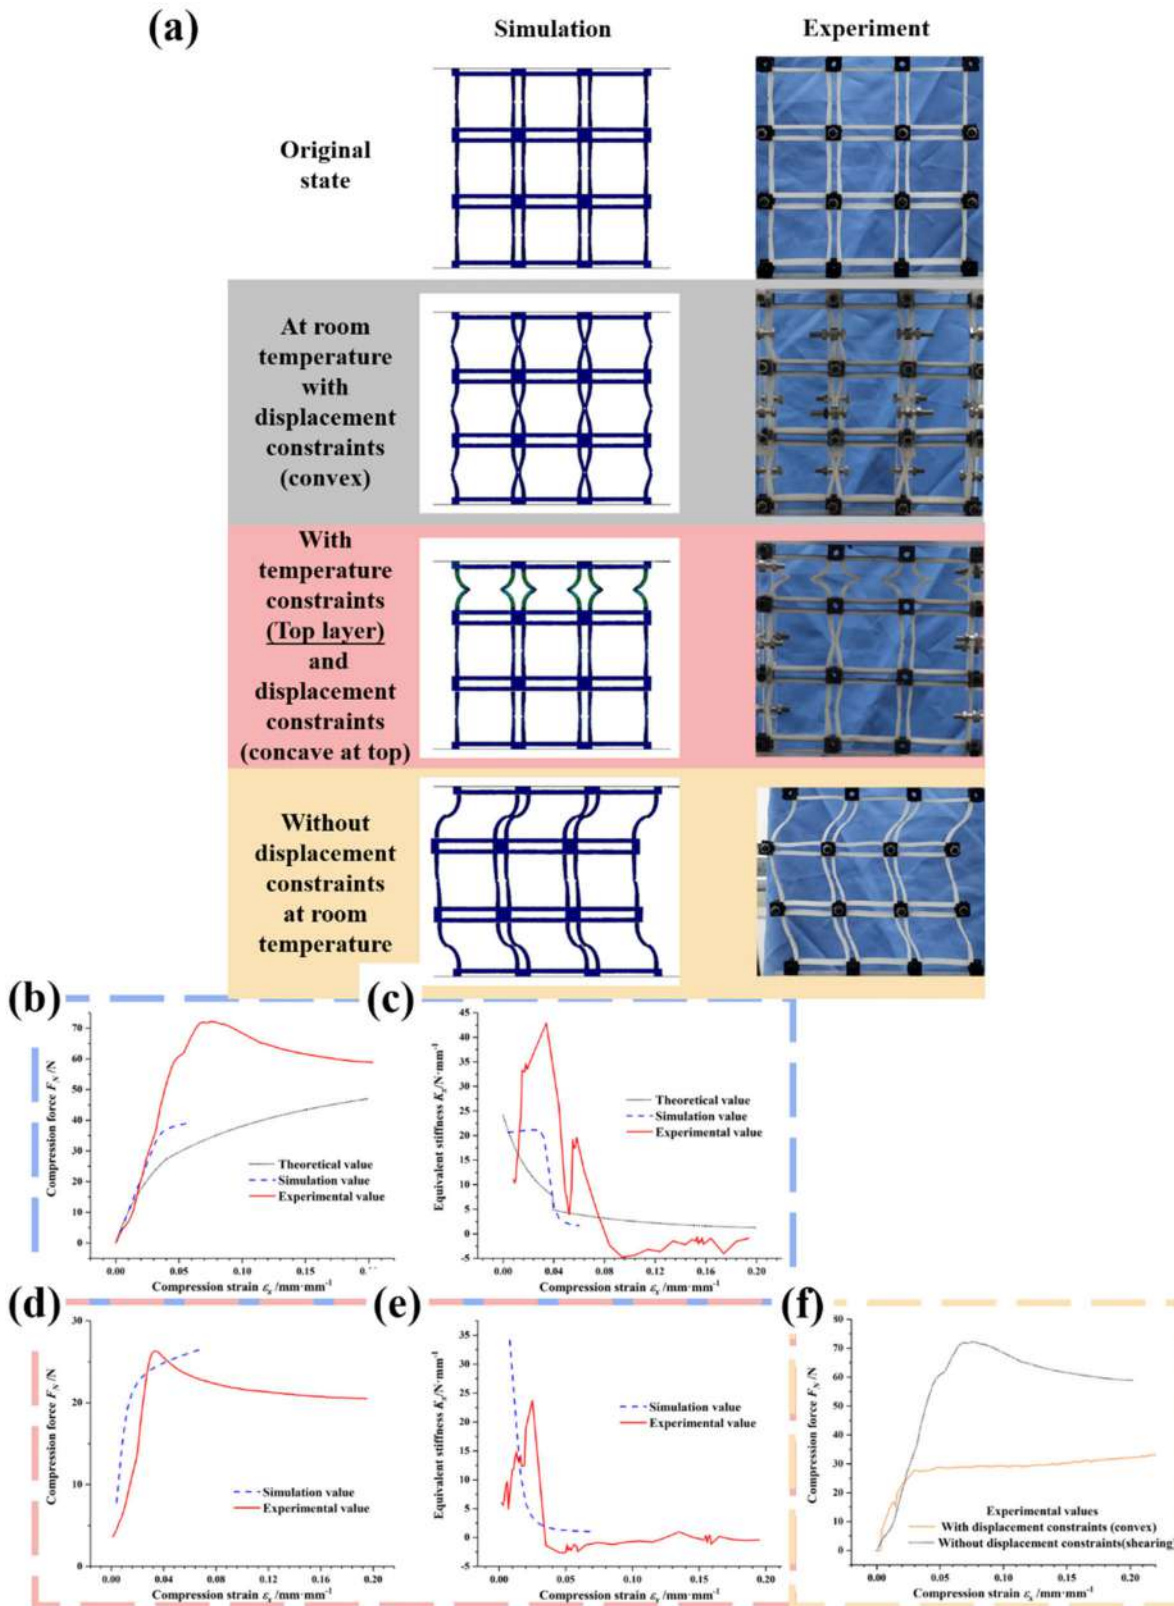 (a)
Simulation
Experiment
Original
state
At room
temperature
with
displacement
constraints
(convex)
With
temperature
constraints
(Top layer)
and
displacement
constraints
(concave at top)
Without
displacement
constraints
at room
temperature
(b)
Compression force F_N /N
70
60
50
40
30
20
10
0
Theoretical value
Simulation value
Experimental value
0.00
0.05
0.10
0.15
0.20
Compression strain ε_x /mm·mm⁻¹
(c)
Equivalent stiffness K_x/N·mm⁻¹
45
40
35
30
25
20
15
10
5
0
-5
Theoretical value
Simulation value
Experimental value
0.00
0.04
0.08
0.12
0.16
0.20
Compression strain ε_x /mm·mm⁻¹
(d)
Compression force F_N /N
30
20
10
0
Simulation value
Experimental value
0.00
0.04
0.08
0.12
0.16
0.20
Compression strain ε_x /mm·mm⁻¹
(e)
Equivalent stiffness K_x/N·mm⁻¹
35
30
25
20
15
10
5
0
-5
Simulation value
Experimental value
0.00
0.05
0.10
0.15
0.20
Compression strain ε_x /mm·mm⁻¹
(f)
Compression force F_N /N
80
70
60
50
40
30
20
10
0
Experimental values
With displacement constraints (convex)
Without displacement constraints(shearing)
0.00
0.05
0.10
0.15
0.20
Compression strain ε_x /mm·mm⁻¹